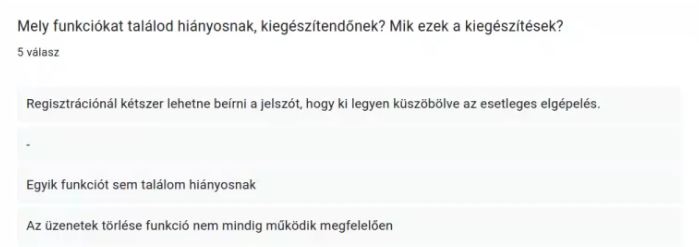 Mely funkciókat találod hiányosnak, kiegészítendőnek? Mik ezek a kiegészítések?
5 válasz
Regisztrációnál kétszer lehetne beírni a jelszót, hogy ki legyen küszöbölve az esetleges elgépelés.
-
Egyik funkciót sem találom hiányosnak
Az üzenetek törlése funkció nem mindig működik megfelelően